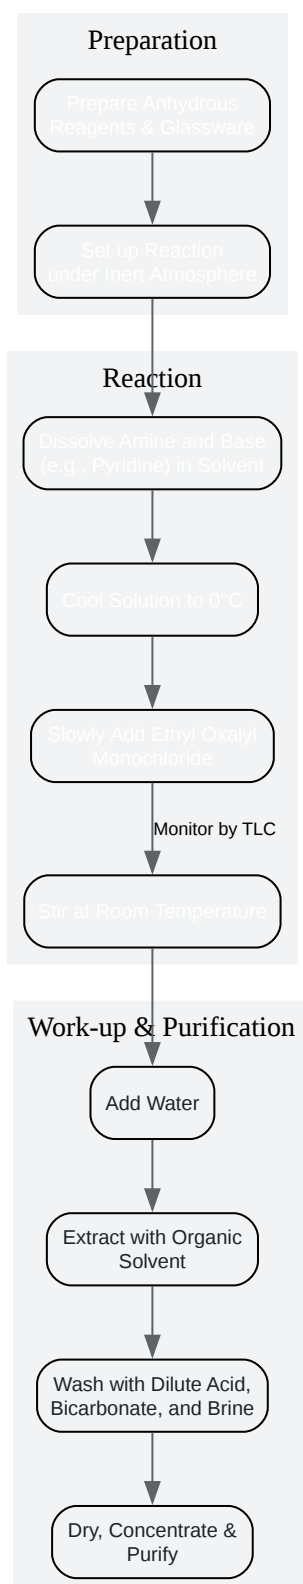 Preparation
Prepare Anhydrous
Reagents & Glassware
Set up Reaction
under Inert Atmosphere
Reaction
Dissolve Amine and Base
(e.g., Pyridine) in Solvent
Cool Solution to 0°C
Slowly Add Ethyl Oxalyl
Monochloride
Monitor by TLC
Stir at Room Temperature
Work-up & Purification
Add Water
Extract with Organic
Solvent
Wash with Dilute Acid,
Bicarbonate, and Brine
Dry, Concentrate &
Purify